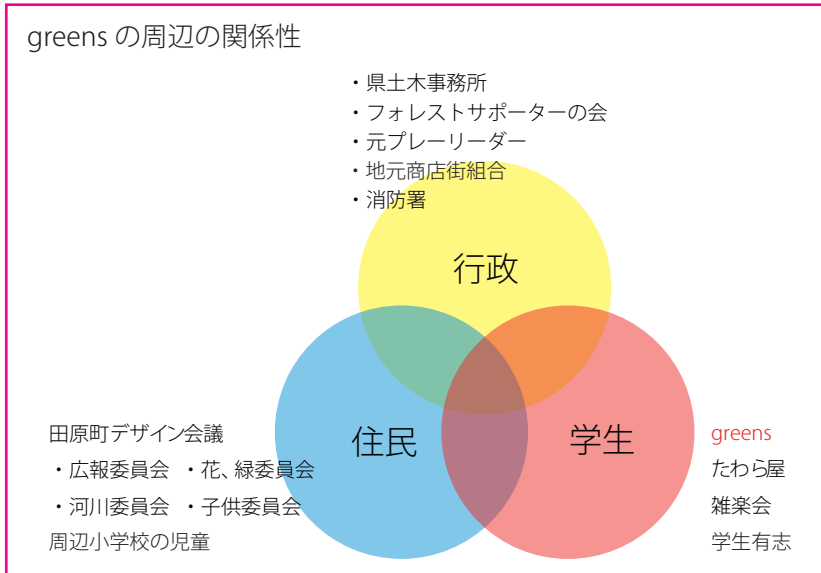 greens の周辺の関係性
・県土木事務所
・フォレストサポーターの会
・元プレーリーダー
・地元商店街組合
・消防署
行政
住民
学生
田原町デザイン会議
・広報委員会 ・花、緑委員会
・河川委員会 ・子供委員会
周辺小学校の児童
greens
たわら屋
雑楽会
学生有志